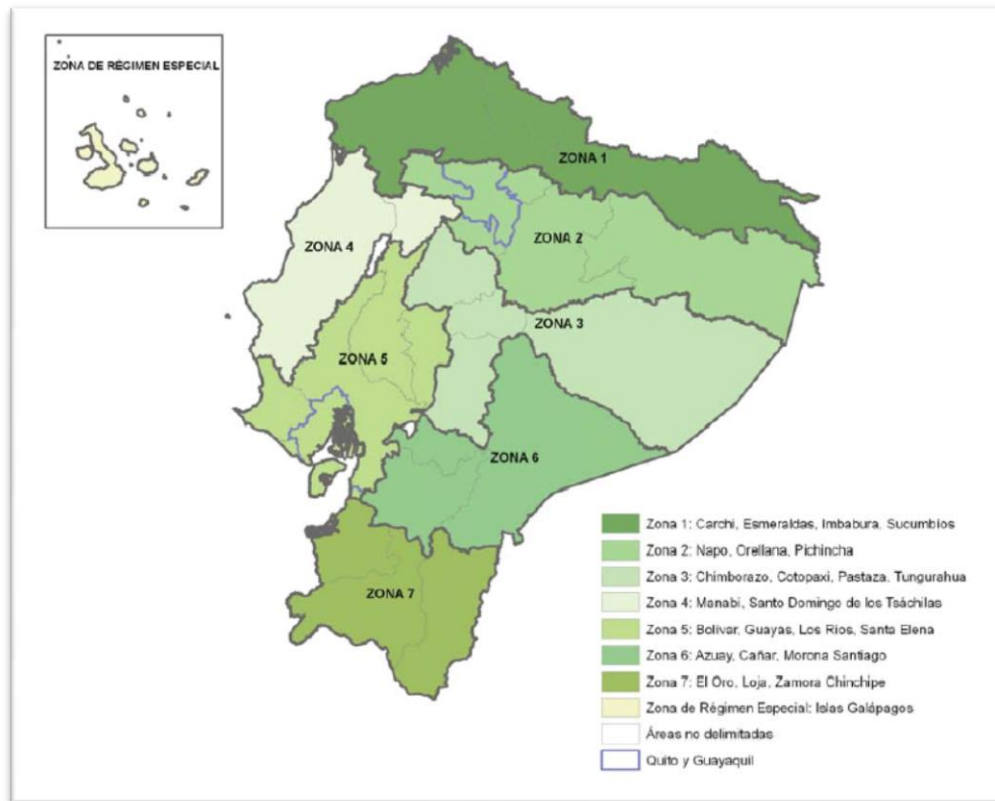 ZONA DE RÉGIMEN ESPECIAL
ZONA 1
ZONA 2
ZONA 4
ZONA 3
ZONA 5
ZONA 6
ZONA 7
Zona 1: Carchi, Esmeraldas, Imbabura, Sucumbios
Zona 2: Napo, Orellana, Pichincha
Zona 3: Chimborazo, Cotopaxi, Pastaza, Tungurahua
Zona 4: Manabí, Santo Domingo de los Tsáchilas
Zona 5: Bolívar, Guayas, Los Ríos, Santa Elena
Zona 6: Azuay, Cañar, Morona Santiago
Zona 7: El Oro, Loja, Zamora Chinchipe
Zona de Régimen Especial: Islas Galápagos
Áreas no delimitadas
Quito y Guayaquil